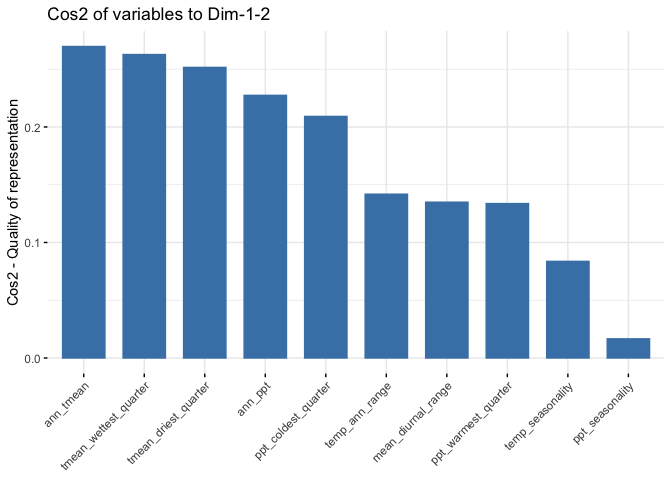 Cos2 of variables to Dim-1-2
Cos2 - Quality of representation
0.2
0.1
0.0
ann_tmean
tmean_wettest_quarter
tmean_driest_quarter
ann_ppt
ppt_coldest_quarter
temp_ann_range
mean_diurnal_range
ppt_warmest_quarter
temp_seasonality
ppt_seasonality